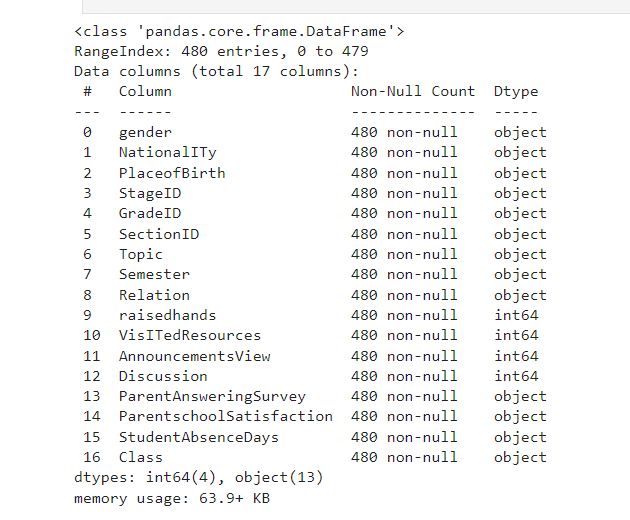 <class 'pandas.core.frame.DataFrame'>
RangeIndex: 480 entries, 0 to 479
Data columns (total 17 columns):
 #   Column                    Non-Null Count  Dtype
---  ------                    --------------  -----
 0   gender                    480 non-null    object
 1   NationalITy               480 non-null    object
 2   PlaceofBirth              480 non-null    object
 3   StageID                   480 non-null    object
 4   GradeID                   480 non-null    object
 5   SectionID                 480 non-null    object
 6   Topic                     480 non-null    object
 7   Semester                  480 non-null    object
 8   Relation                  480 non-null    object
 9   raisedhands               480 non-null    int64
 10  VisITedResources          480 non-null    int64
 11  AnnouncementsView         480 non-null    int64
 12  Discussion                480 non-null    int64
 13  ParentAnsweringSurvey     480 non-null    object
 14  ParentschoolSatisfaction  480 non-null    object
 15  StudentAbsenceDays        480 non-null    object
 16  Class                     480 non-null    object
dtypes: int64(4), object(13)
memory usage: 63.9+ KB